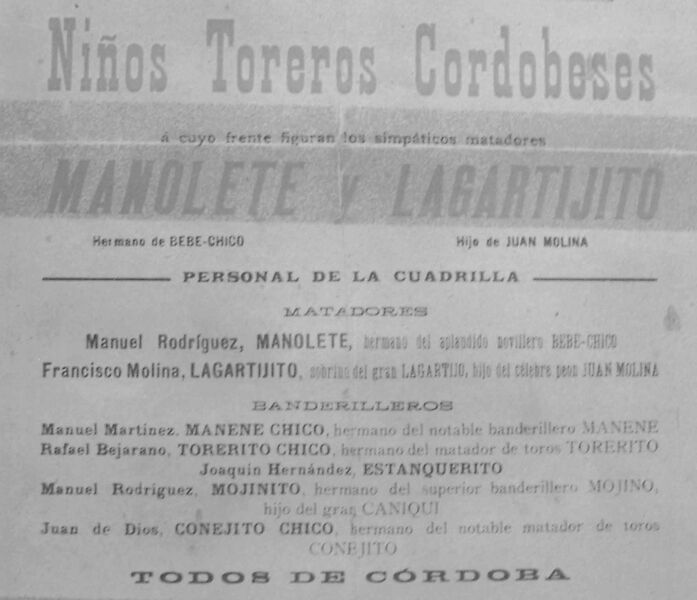 Niños Toreros Cordobeses
á cuyo frente figuran los simpáticos matadores
MANOLETE y LAGARTIJITO
Hermano de BEBE-CHICO Hijo de JUAN MOLINA
PERSONAL DE LA CUADRILLA
MATADORES
Manuel Rodríguez, MANOLETE, hermano del aplaudido novillero BEBE-CHICO
Francisco Molina, LAGARTIJITO, sobrino del gran LAGARTIJO, hijo del célebre peon JUAN MOLINA
BANDERILLEROS
Manuel Martínez. MANENE CHICO, hermano del notable banderillero MANENE
Rafael Bejarano, TORERITO CHICO, hermano del matador de toros TORERITO
Joaquin Hernández, ESTANQUERITO
Manuel Rodriguez, MOJINITO, hermano del superior banderillero MOJINO,
hijo del gran CANIQUI
Juan de Dios, CONEJITO CHICO, hermano del notable matador de toros
CONEJITO
TODOS DE CÓRDOBA